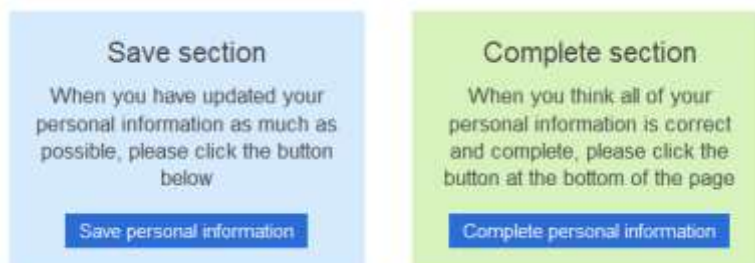 Save section
When you have updated your
personal information as much as
possible, please click the button
below
Save personal information
Complete section
When you think all of your
personal information is correct
and complete, please click the
button at the bottom of the page
Complete personal information